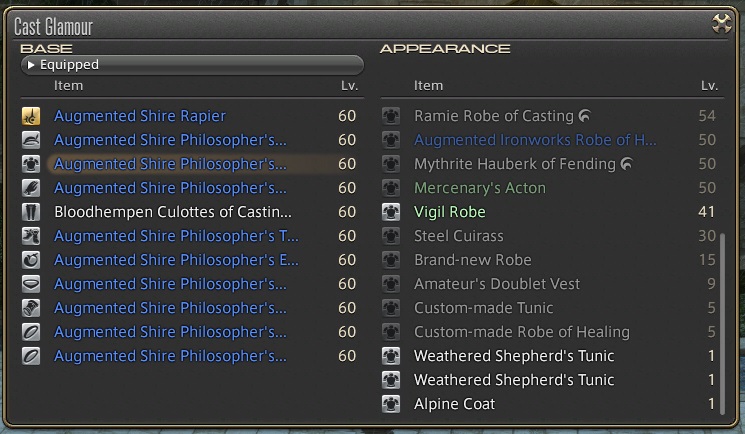 Cast Glamour
BASE
Equipped
Item Lv.
Augmented Shire Rapier 60
Augmented Shire Philosopher's... 60
Augmented Shire Philosopher's... 60
Augmented Shire Philosopher's... 60
Bloodhempen Culottes of Castin... 60
Augmented Shire Philosopher's T... 60
Augmented Shire Philosopher's E... 60
Augmented Shire Philosopher's... 60
Augmented Shire Philosopher's... 60
Augmented Shire Philosopher's... 60
Augmented Shire Philosopher's... 60
APPEARANCE
Item Lv.
Ramie Robe of Casting 54
Augmented Ironworks Robe of H... 50
Mythrite Hauberk of Fending 50
Mercenary's Acton 50
Vigil Robe 41
Steel Cuirass 30
Brand-new Robe 15
Amateur's Doublet Vest 9
Custom-made Tunic 5
Custom-made Robe of Healing 5
Weathered Shepherd's Tunic 1
Weathered Shepherd's Tunic 1
Alpine Coat 1